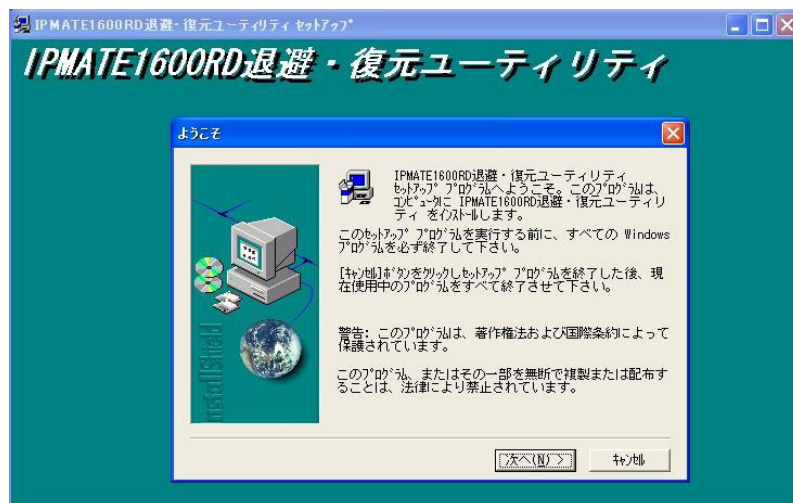 IPMATE1600RD退避・復元ユーティリティ ｾｯﾄｱｯﾌﾟ
IPMATE1600RD退避・復元ユーティリティ
ようこそ
IPMATE1600RD退避・復元ユーティリティ
ｾｯﾄｱｯﾌﾟ ﾌﾟﾛｸﾞﾗﾑへようこそ。このﾌﾟﾛｸﾞﾗﾑは、
ｺﾝﾋﾟｭｰﾀに IPMATE1600RD退避・復元ユーティリ
ティ をｲﾝｽﾄｰﾙします。
このｾｯﾄｱｯﾌﾟ ﾌﾟﾛｸﾞﾗﾑを実行する前に、すべての Windows
ﾌﾟﾛｸﾞﾗﾑを必ず終了して下さい。
[ｷｬﾝｾﾙ]ﾎﾞﾀﾝをｸﾘｯｸしｾｯﾄｱｯﾌﾟ ﾌﾟﾛｸﾞﾗﾑを終了した後、現
在使用中のﾌﾟﾛｸﾞﾗﾑをすべて終了させて下さい。
警告: このﾌﾟﾛｸﾞﾗﾑは、著作権法および国際条約によって
保護されています。
このﾌﾟﾛｸﾞﾗﾑ、またはその一部を無断で複製または配布す
ることは、法律により禁止されています。
次へ(N) >
ｷｬﾝｾﾙ